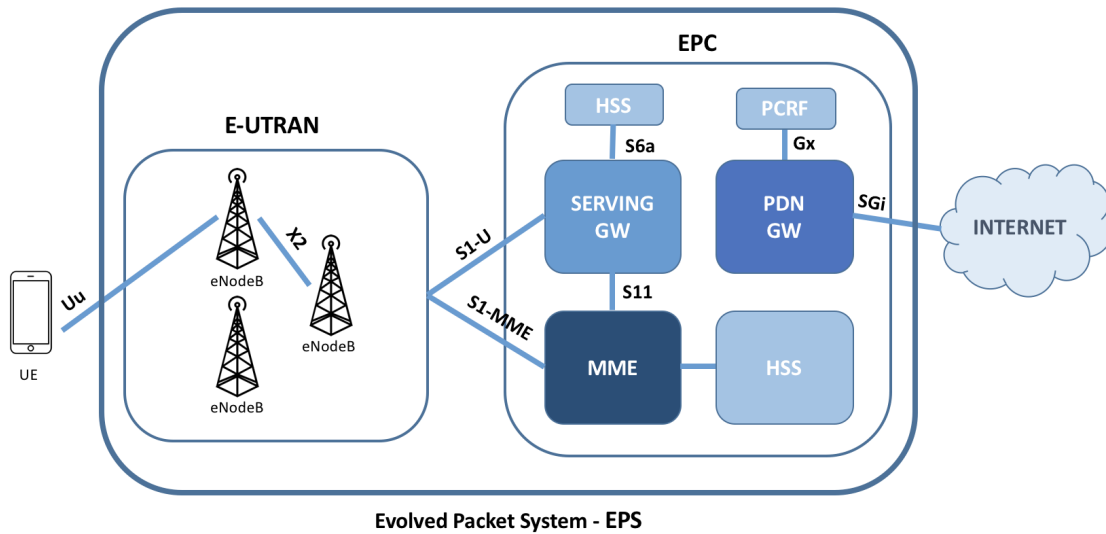 EPC
E-UTRAN
HSS
PCRF
S6a
Gx
SERVING
GW
PDN
GW
SGi
INTERNET
X2
S1-U
eNodeB
Uu
S11
S1-MME
eNodeB
MME
HSS
UE
eNodeB
Evolved Packet System - EPS